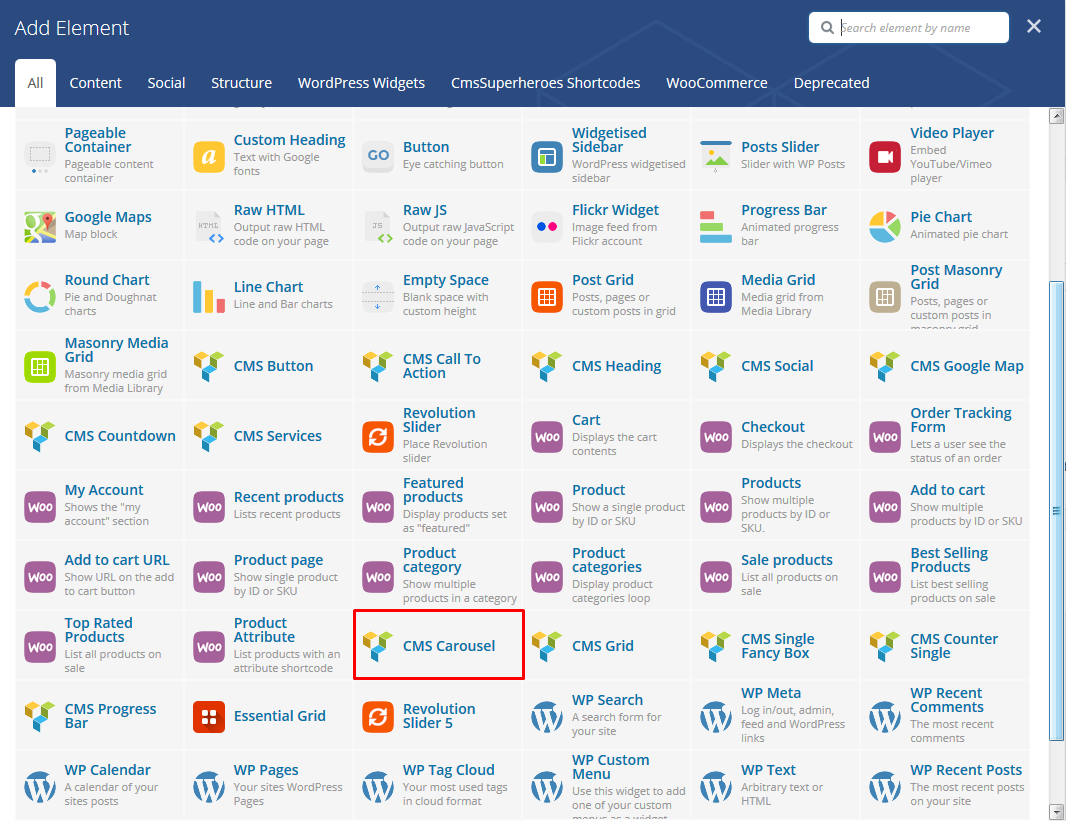 Add Element
Search element by name
All
Content
Social
Structure
WordPress Widgets
CmsSuperheroes Shortcodes
WooCommerce
Deprecated
Pageable
Container
Pageable content
container
Custom Heading
Text with Google
fonts
GO
Button
Eye catching button
Widgetised
Sidebar
WordPress widgetised
sidebar
Posts Slider
Slider with WP Posts
Video Player
Embed
YouTube/Vimeo
player
Google Maps
Map block
HTML
Raw HTML
Output raw HTML
code on your page
JS
Raw JS
Output raw JavaScript
code on your page
Flickr Widget
Image feed from
Flickr account
Progress Bar
Animated progress
bar
Pie Chart
Animated pie chart
Round Chart
Pie and Doughnat
charts
Line Chart
Line and Bar charts
Empty Space
Blank space with
custom height
Post Grid
Posts, pages or
custom posts in grid
Media Grid
Media grid from
Media Library
Post Masonry
Grid
Posts, pages or
custom posts in
masonry grid
Masonry Media
Grid
Masonry media grid
from Media Library
CMS Button
CMS Call To
Action
CMS Heading
CMS Social
CMS Google Map
CMS Countdown
CMS Services
Revolution
Slider
Place Revolution
slider
Woo
Cart
Displays the cart
contents
Woo
Checkout
Displays the checkout
Woo
Order Tracking
Form
Lets a user see the
status of an order
Woo
My Account
Shows the "my
account" section
Woo
Recent products
Lists recent products
Woo
Featured
products
Display products set
as "featured"
Woo
Product
Show a single product
by ID or SKU
Woo
Products
Show multiple
products by ID or
SKU.
Woo
Add to cart
Show multiple
products by ID or SKU
Woo
Add to cart URL
Show URL on the add
to cart button
Woo
Product page
Show single product
by ID or SKU
Woo
Product
category
Show multiple
products in a category
Woo
Product
categories
Display product
categories loop
Woo
Sale products
List all products on
sale
Woo
Best Selling
Products
List best selling
products on sale
Woo
Top Rated
Products
List all products on
sale
Woo
Product
Attribute
List products with an
attribute shortcode
CMS Carousel
CMS Grid
CMS Single
Fancy Box
CMS Counter
Single
CMS Progress
Bar
Essential Grid
Revolution
Slider 5
WP Search
A search form for
your site
WP Meta
Log in/out, admin,
feed and WordPress
links
WP Recent
Comments
The most recent
comments
WP Calendar
A calendar of your
sites posts
WP Pages
Your sites WordPress
Pages
WP Tag Cloud
Your most used tags
in cloud format
WP Custom
Menu
Use this widget to add
one of your custom
menus as a widget
WP Text
Arbitrary text or
HTML
WP Recent Posts
The most recent posts
on your site